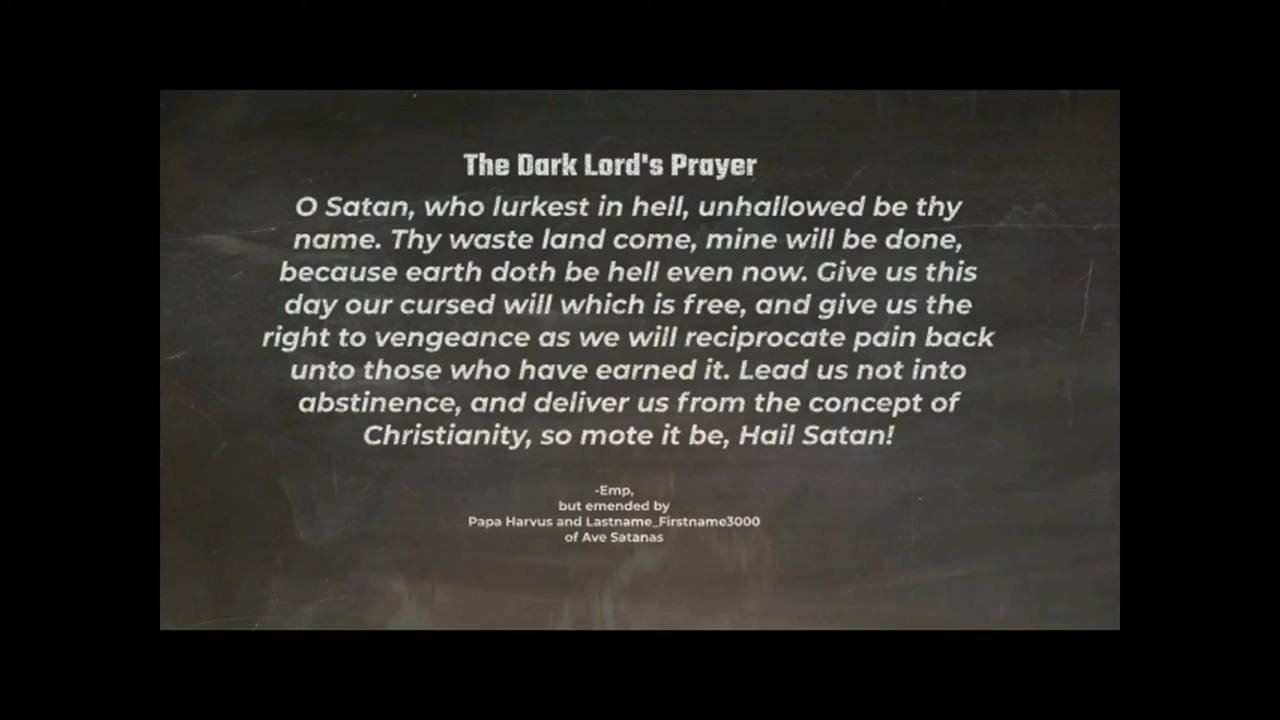 The Dark Lord's Prayer
O Satan, who lurkest in hell, unhallowed be thy
name. Thy waste land come, mine will be done,
because earth doth be hell even now. Give us this
day our cursed will which is free, and give us the
right to vengeance as we will reciprocate pain back
unto those who have earned it. Lead us not into
abstinence, and deliver us from the concept of
Christianity, so mote it be, Hail Satan!
-Emp,
but emended by
Papa Harvus and Lastname_Firstname3000
of Ave Satanas